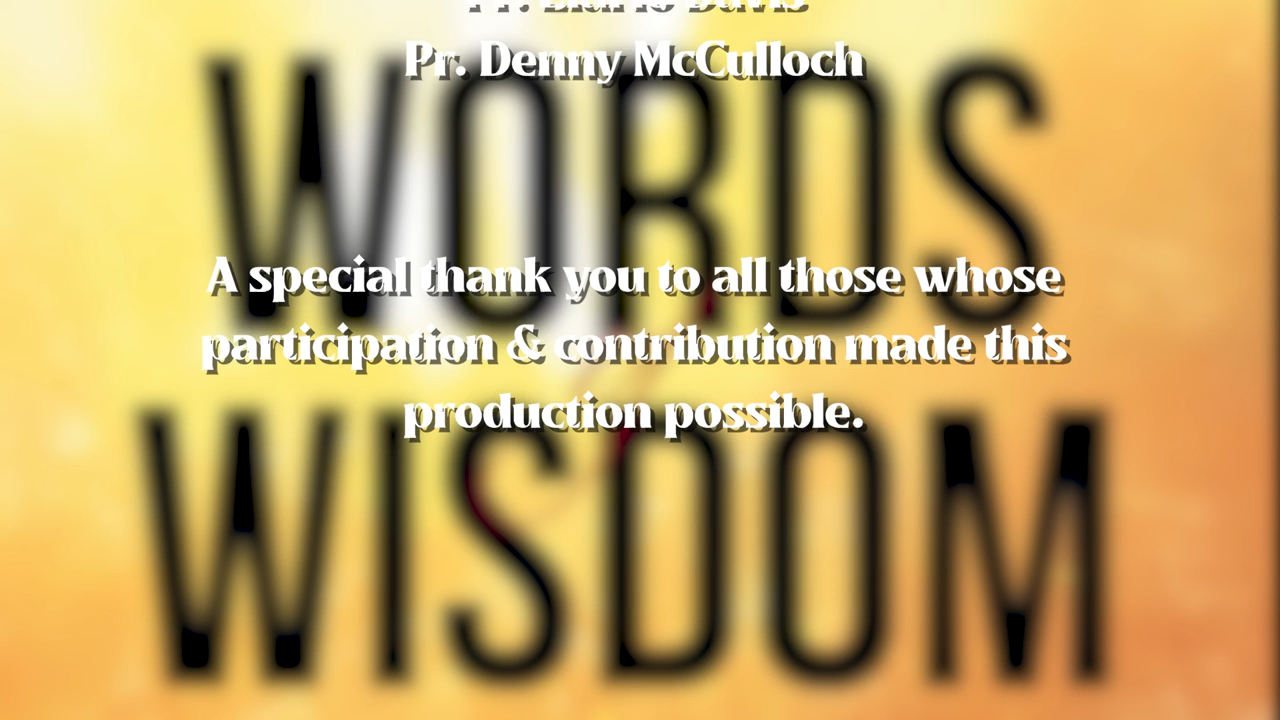 Pr. Denny McCulloch
A special thank you to all those whose
participation & contribution made this
production possible.
WORDS
WISDOM